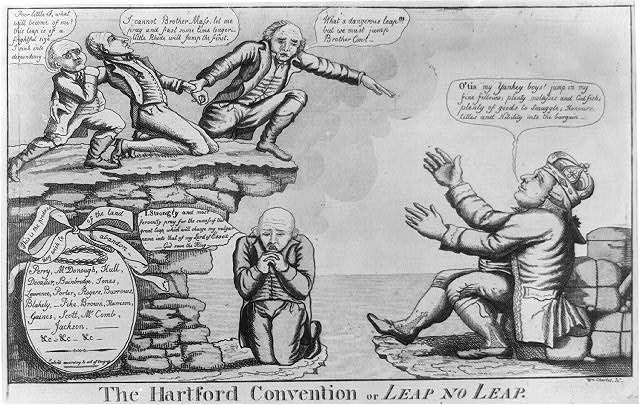 Poor little I, what
will become of me?
this leap is of a
frightful size _
I sink into
despondency _
I cannot Brother Mass; let me
pray and fast some time longer _
little Rhode will jump the first.
What a dangerous leap!!!
but we must jump
Brother Conn _
O'tis my Yankey boys! jump in my
fine fellows; plenty molasses and Codfish;
plenty of goods to Smuggle; Honours,
titles and Nobility into the bargain _
I. Strongly and most
fervently pray for the success of this
great leap which will change my vulgar
name into that of my Lord of Essex.
God save the King
This is the
of the land
abandon
Perry, McDonough, Hull,
Decatur, Bainbridge, Jones,
Lawrence, Porter, Rogers, Burrows,
Blakely, _ Pike, Brown, Harrison,
Gaines, Scott, McComb,
Jackson. _
&c _ &c _ &c _
Wm Charles, Sc.
The Hartford Convention or LEAP NO LEAP.